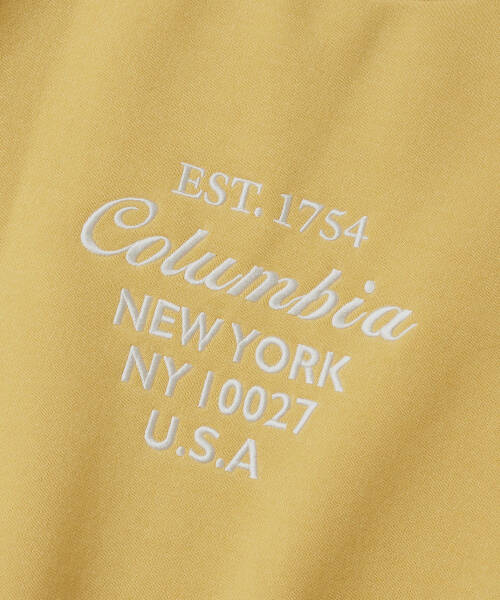 EST. 1754
Columbia
NEW YORK
NY 10027
U.S.A